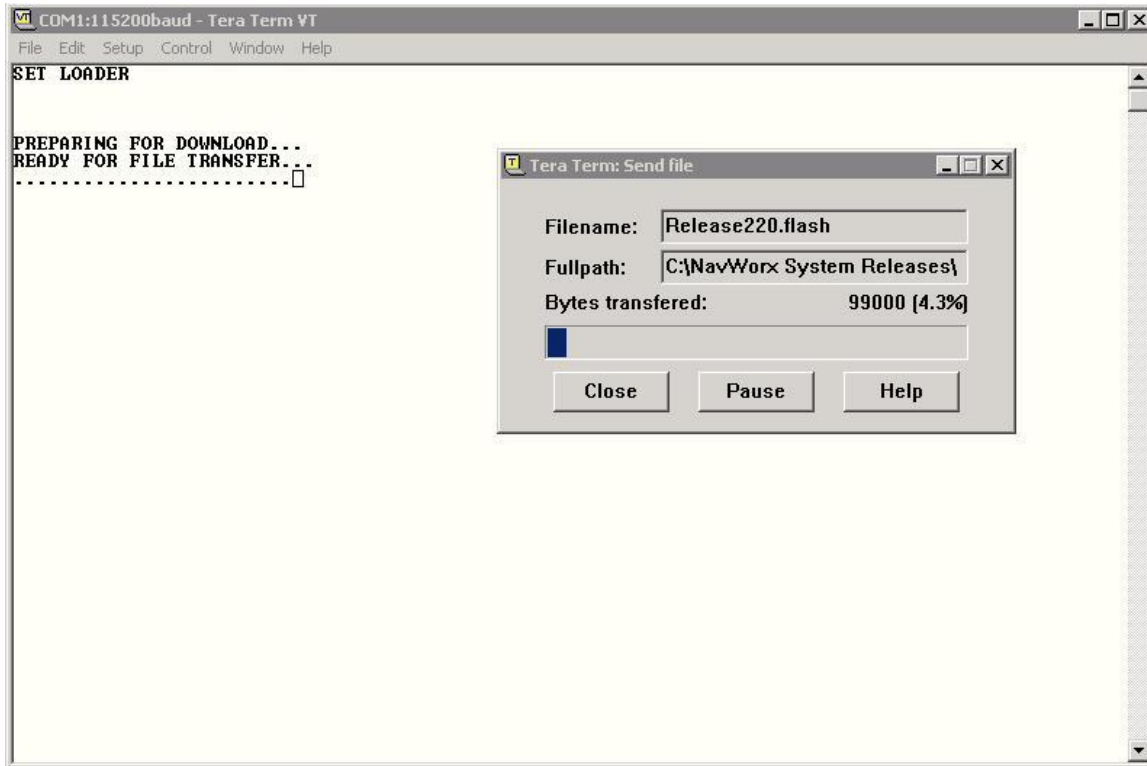 COM1:115200baud - Tera Term VT
File Edit Setup Control Window Help
SET LOADER
PREPARING FOR DOWNLOAD...
READY FOR FILE TRANSFER...
........................
Tera Term: Send file
Filename: Release220.flash
Fullpath: C:\NavWorx System Releases\
Bytes transfered: 99000 (4.3%)
Close Pause Help